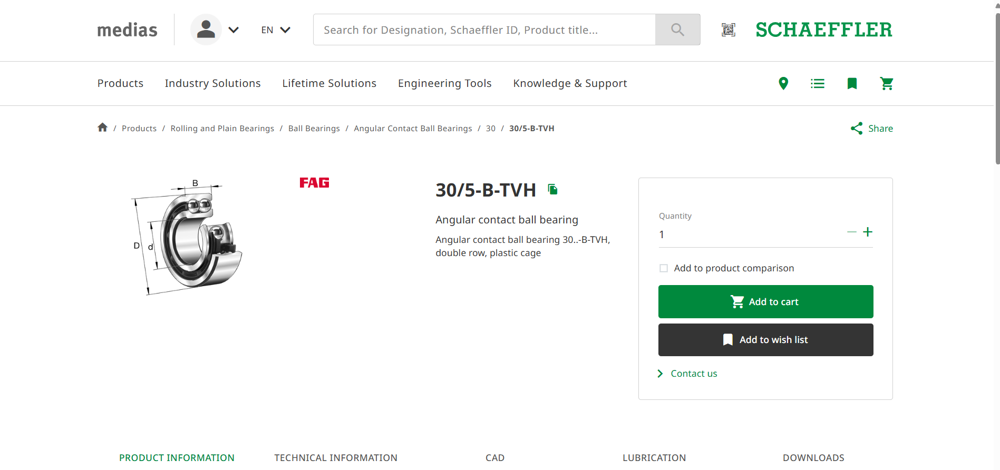 medias
EN
Search for Designation, Schaeffler ID, Product title...
SCHAEFFLER
Products
Industry Solutions
Lifetime Solutions
Engineering Tools
Knowledge & Support
/ Products / Rolling and Plain Bearings / Ball Bearings / Angular Contact Ball Bearings / 30 / 30/5-B-TVH
Share
B
D
d
FAG
30/5-B-TVH
Angular contact ball bearing
Angular contact ball bearing 30..-B-TVH,
double row, plastic cage
Quantity
1
Add to product comparison
Add to cart
Add to wish list
Contact us
PRODUCT INFORMATION
TECHNICAL INFORMATION
CAD
LUBRICATION
DOWNLOADS